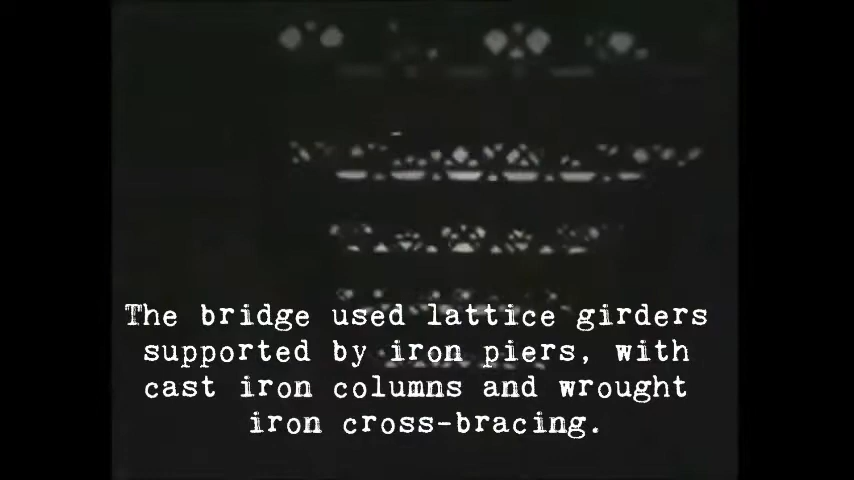 The bridge used lattice girders
supported by iron piers, with
cast iron columns and wrought
iron cross-bracing.